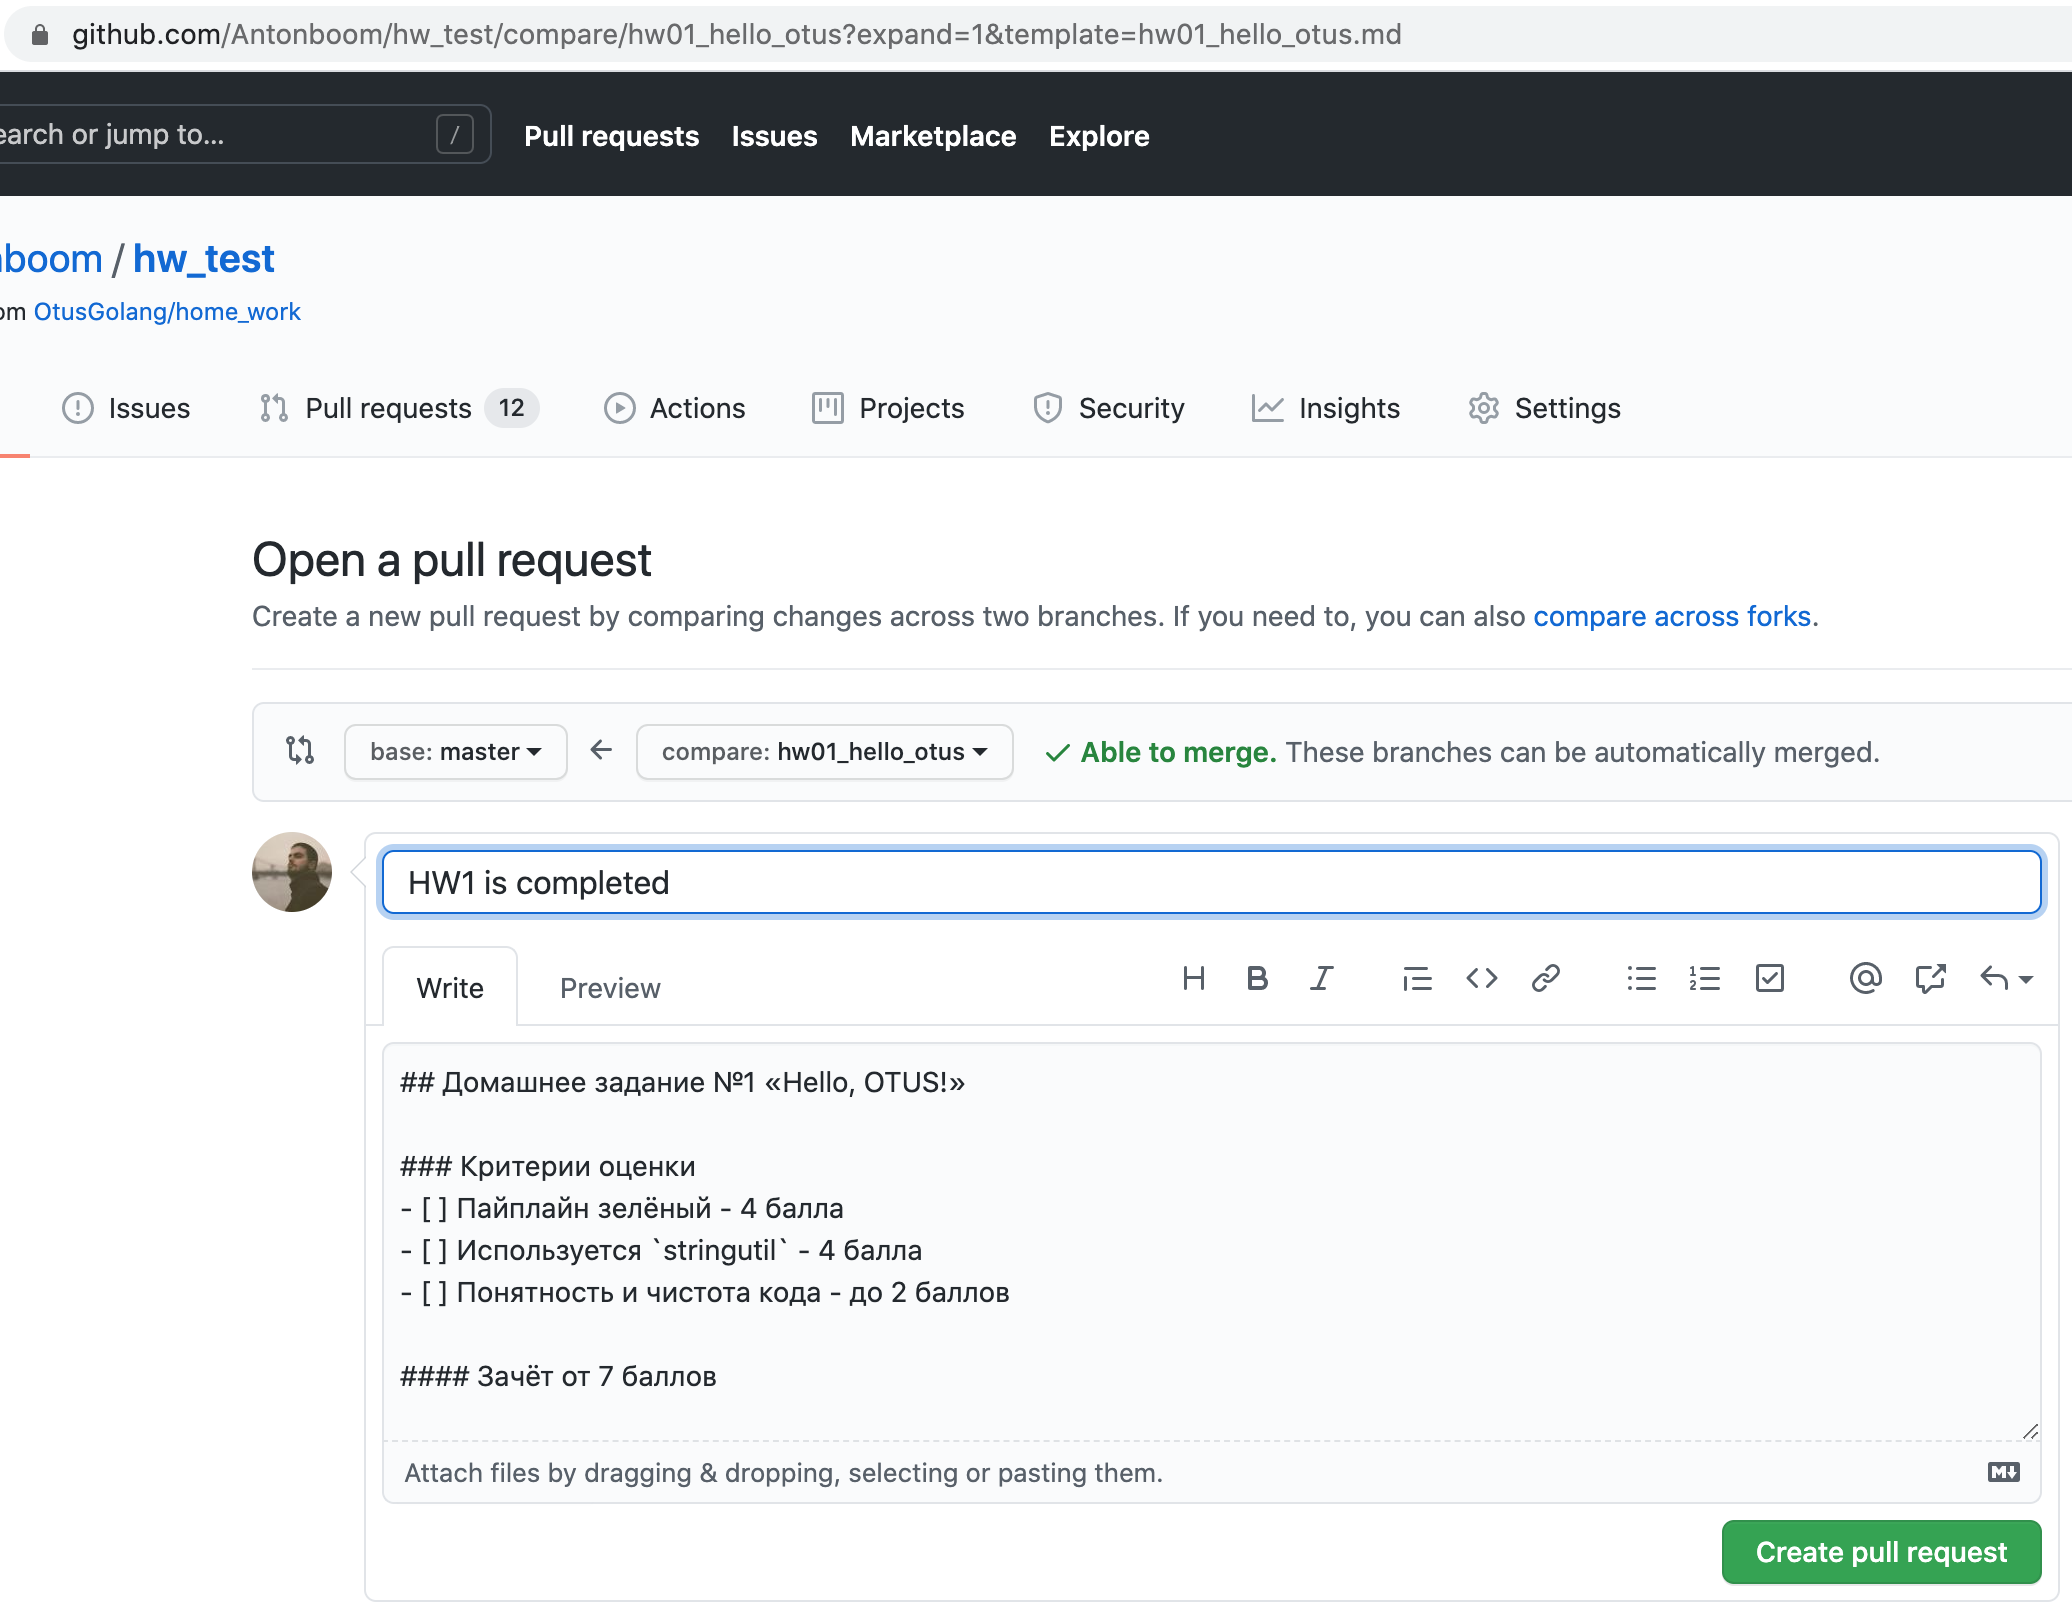 github.com/Antonboom/hw_test/compare/hw01_hello_otus?expand=1&template=hw01_hello_otus.md
earch or jump to... /
Pull requests Issues Marketplace Explore
boom / hw_test
om OtusGolang/home_work
Issues Pull requests 12 Actions Projects Security Insights Settings
Open a pull request
Create a new pull request by comparing changes across two branches. If you need to, you can also compare across forks.
base: master compare: hw01_hello_otus Able to merge. These branches can be automatically merged.
HW1 is completed
Write Preview
## Домашнее задание №1 «Hello, OTUS!»
### Критерии оценки
- [ ] Пайплайн зелёный - 4 балла
- [ ] Используется `stringutil` - 4 балла
- [ ] Понятность и чистота кода - до 2 баллов
#### Зачёт от 7 баллов
Attach files by dragging & dropping, selecting or pasting them.
Create pull request